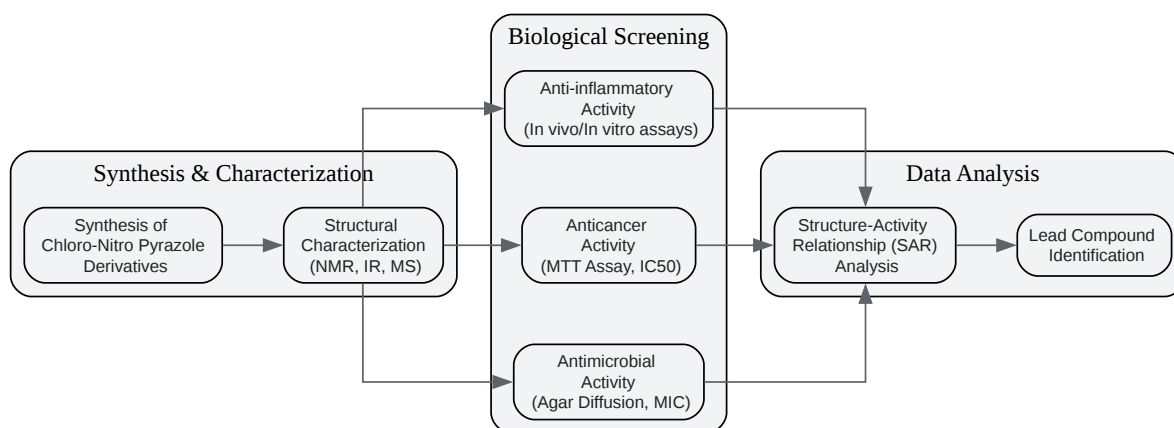 Synthesis & Characterization
Synthesis of
Chloro-Nitro Pyrazole
Derivatives
Structural
Characterization
(NMR, IR, MS)
Biological Screening
Anti-inflammatory
Activity
(In vivo/In vitro assays)
Anticancer
Activity
(MTT Assay, IC50)
Antimicrobial
Activity
(Agar Diffusion, MIC)
Data Analysis
Structure-Activity
Relationship (SAR)
Analysis
Lead Compound
Identification